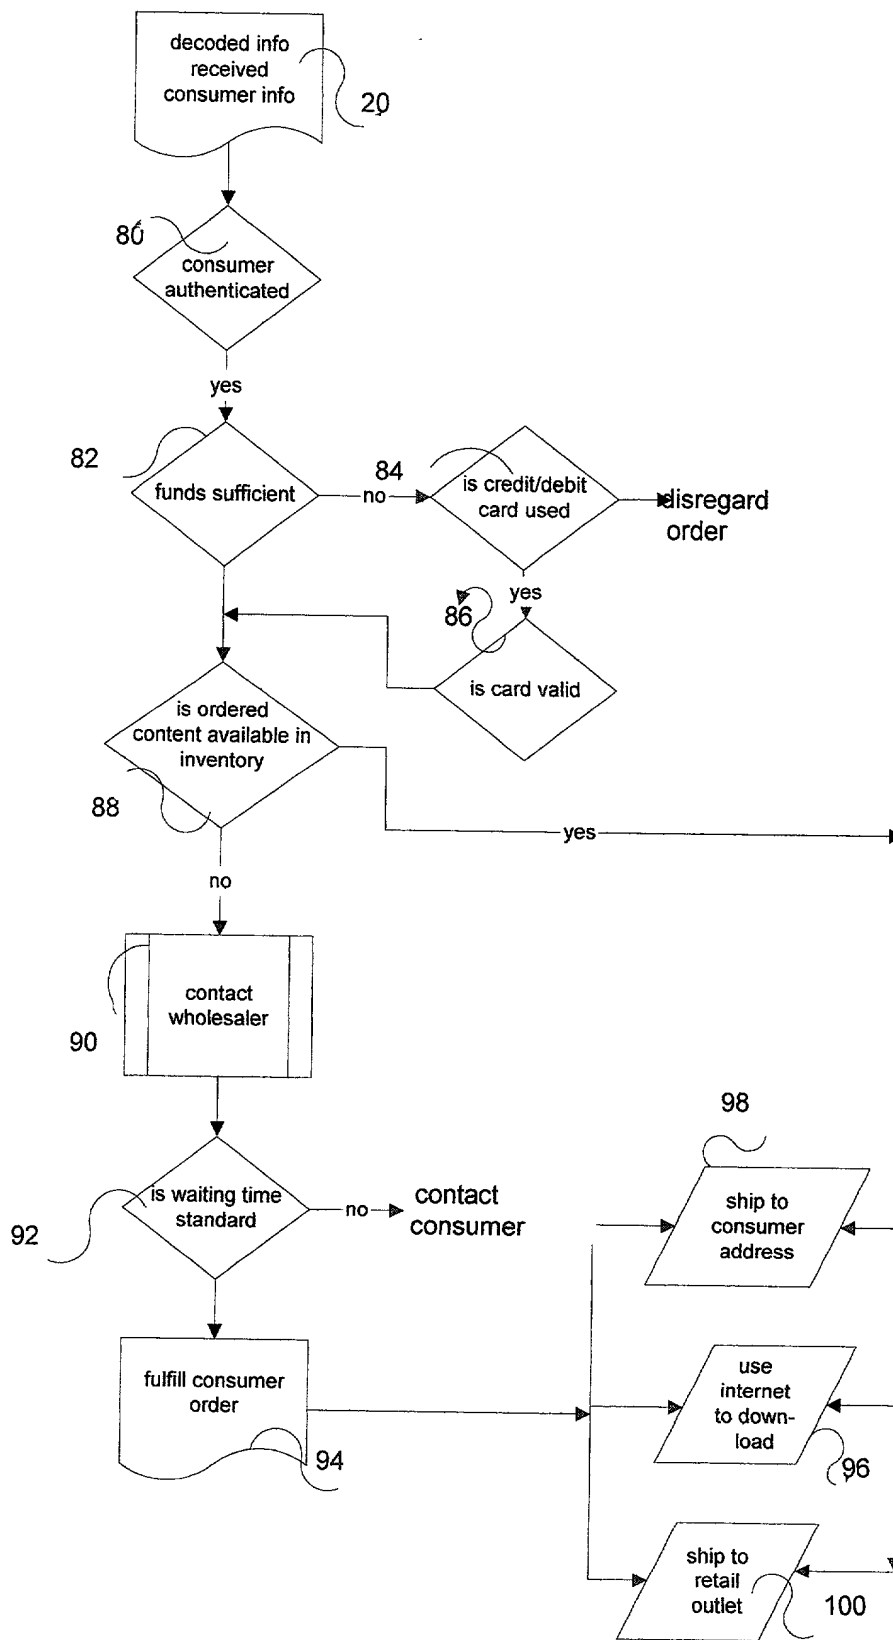 decoded info
received
consumer info
20
80
consumer
authenticated
yes
82
funds sufficient
no
84
is credit/debit
card used
disregard
order
yes
86
is card valid
is ordered
content available in
inventory
88
yes
no
contact
wholesaler
90
98
ship to
consumer
address
is waiting time
standard
no
contact
consumer
92
use
internet
to down-
load
96
fulfill consumer
order
94
ship to
retail
outlet
100